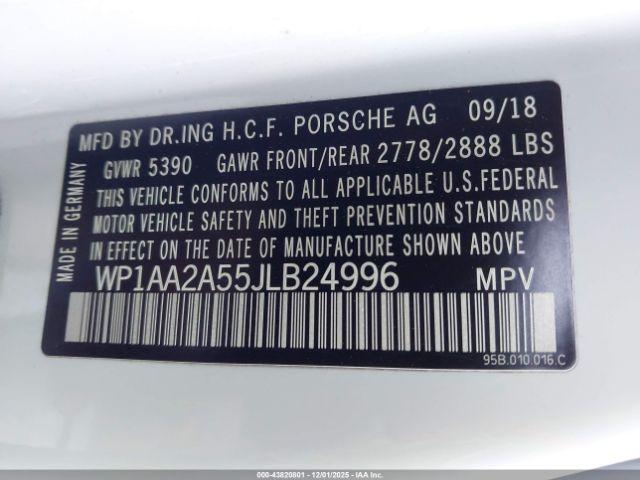 MFD BY DR.ING H.C.F. PORSCHE AG 09/18
GVWR 5390 GAWR FRONT/REAR 2778/2888 LBS
THIS VEHICLE CONFORMS TO ALL APPLICABLE U.S.FEDERAL
MOTOR VEHICLE SAFETY AND THEFT PREVENTION STANDARDS
IN EFFECT ON THE DATE OF MANUFACTURE SHOWN ABOVE.
WP1AA2A55JLB24996 MPV
95B.010.016.C
MADE IN GERMANY
000-43820801 - 12/01/2025 - IAAI